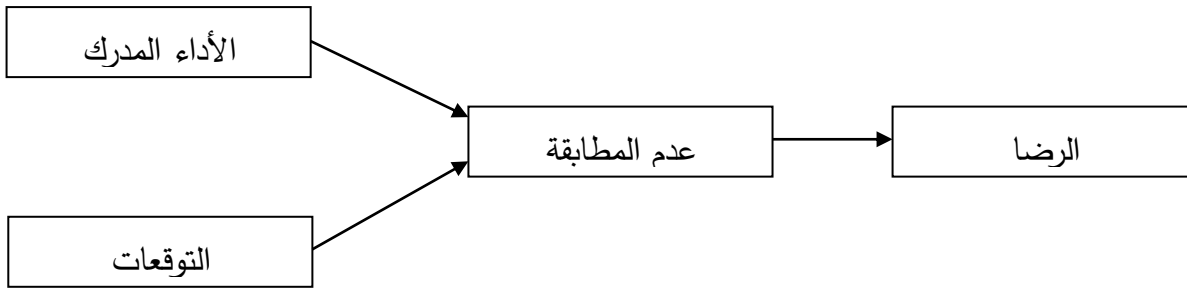 الأداء المدرك
عدم المطابقة
الرضا
التوقعات